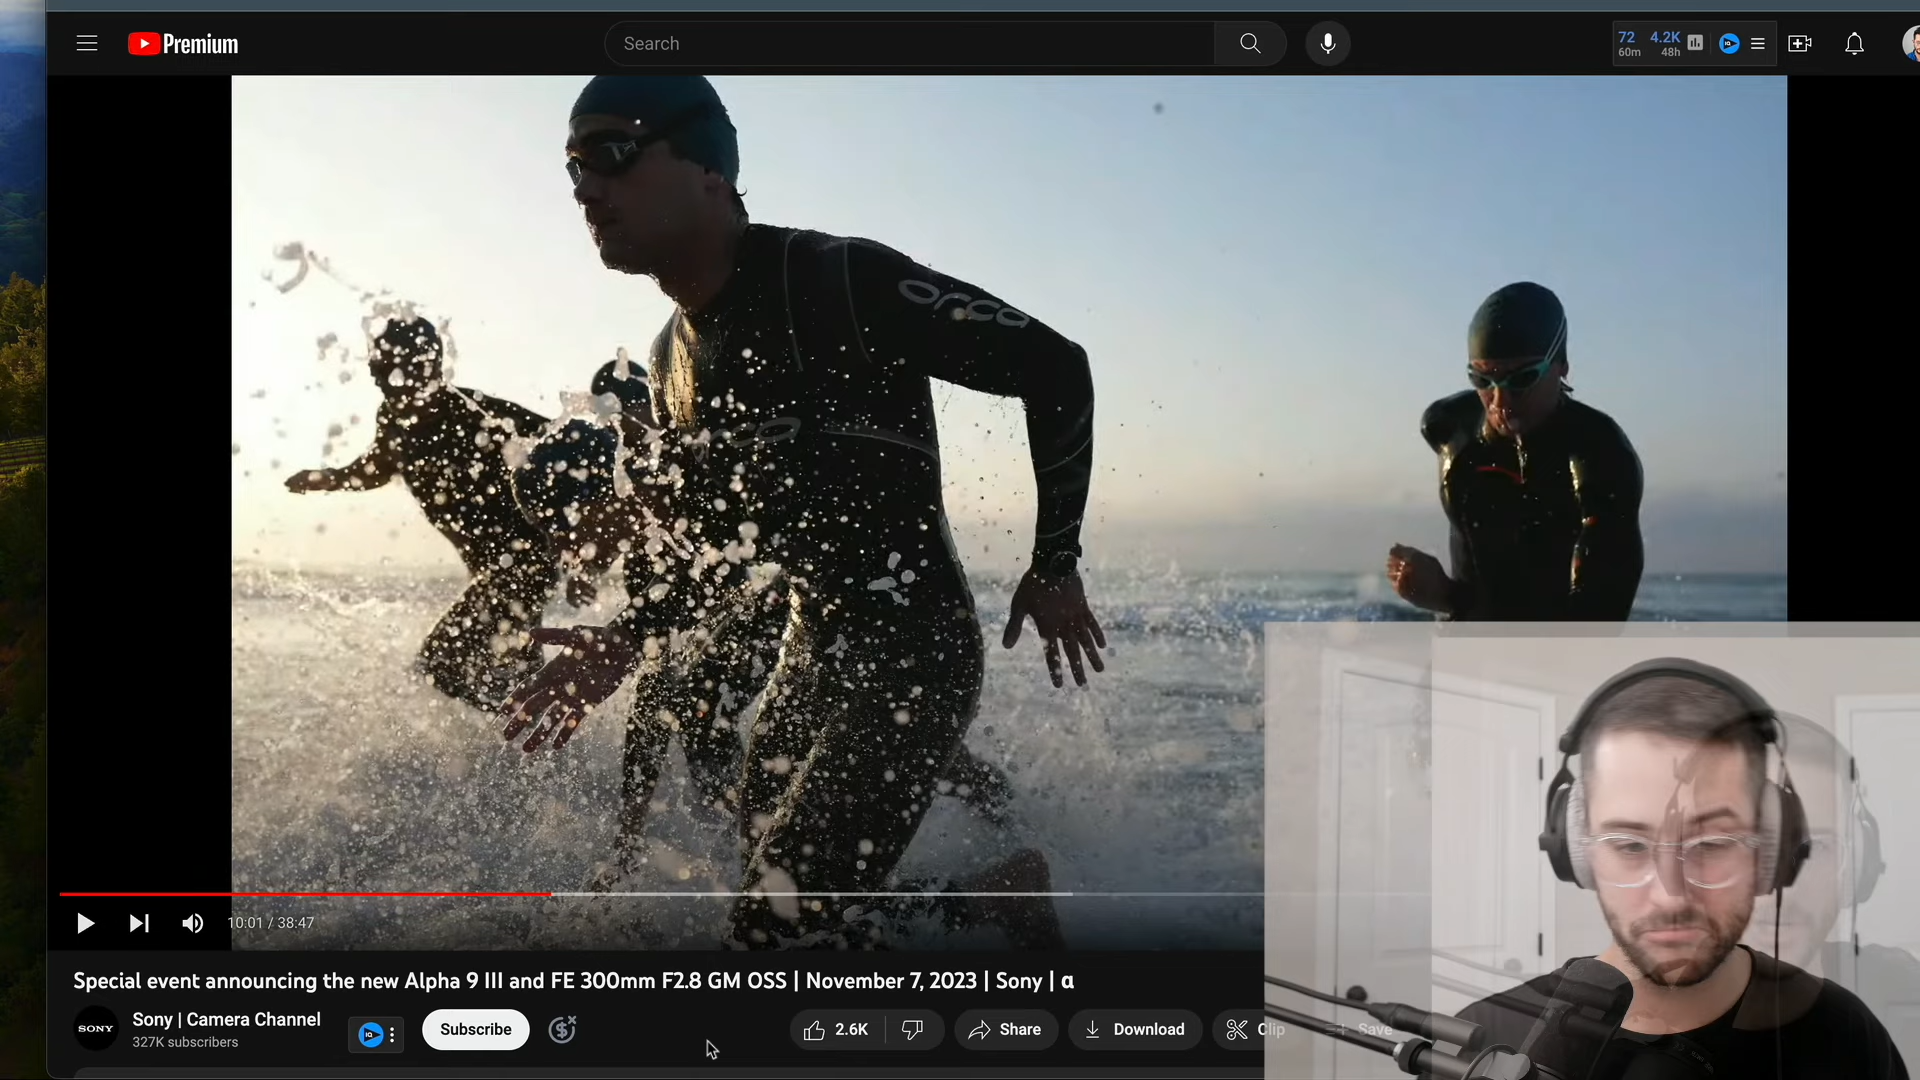 Premium
Search
72 4.2K
60m 48h
orca
10:01 / 38:47
Special event announcing the new Alpha 9 III and FE 300mm F2.8 GM OSS | November 7, 2023 | Sony | α
SONY
Sony | Camera Channel
327K subscribers
Subscribe
2.6K
Share
Download
Clip
Save